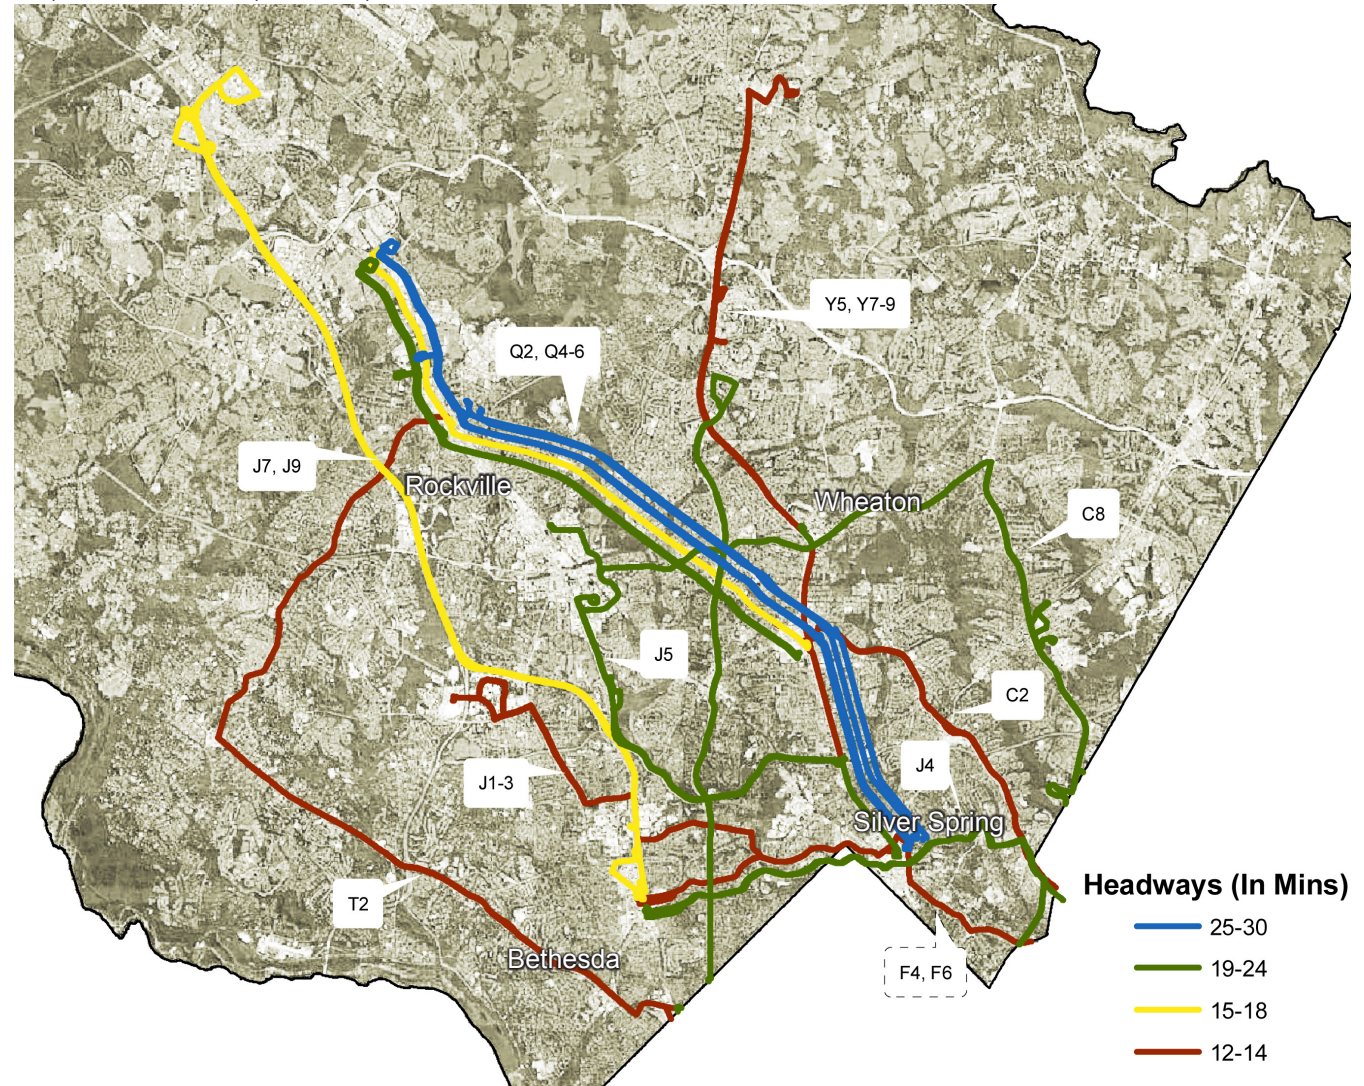 Y5, Y7-9
Q2, Q4-6
J7, J9
Rockville
Wheaton
C8
J5
C2
J4
J1-3
Silver Spring
T2
Bethesda
F4, F6
Headways (In Mins)
25-30
19-24
15-18
12-14